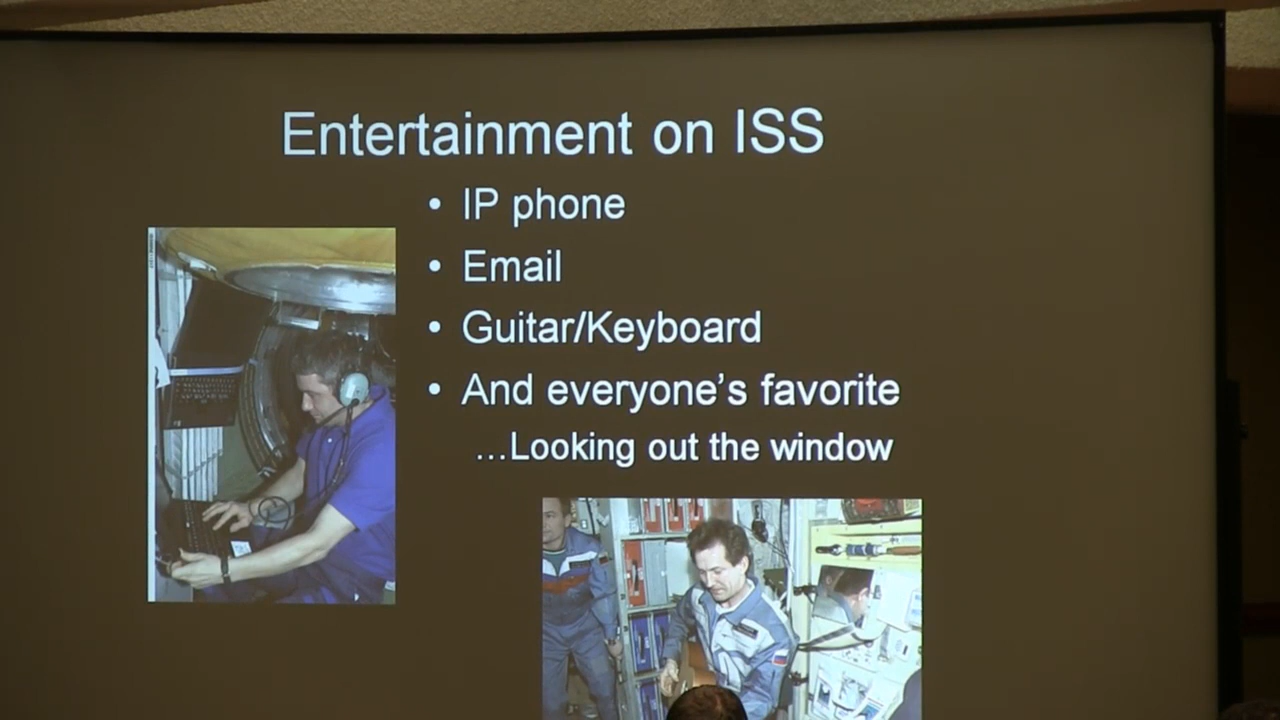 Entertainment on ISS
• IP phone
• Email
• Guitar/Keyboard
• And everyone’s favorite
…Looking out the window